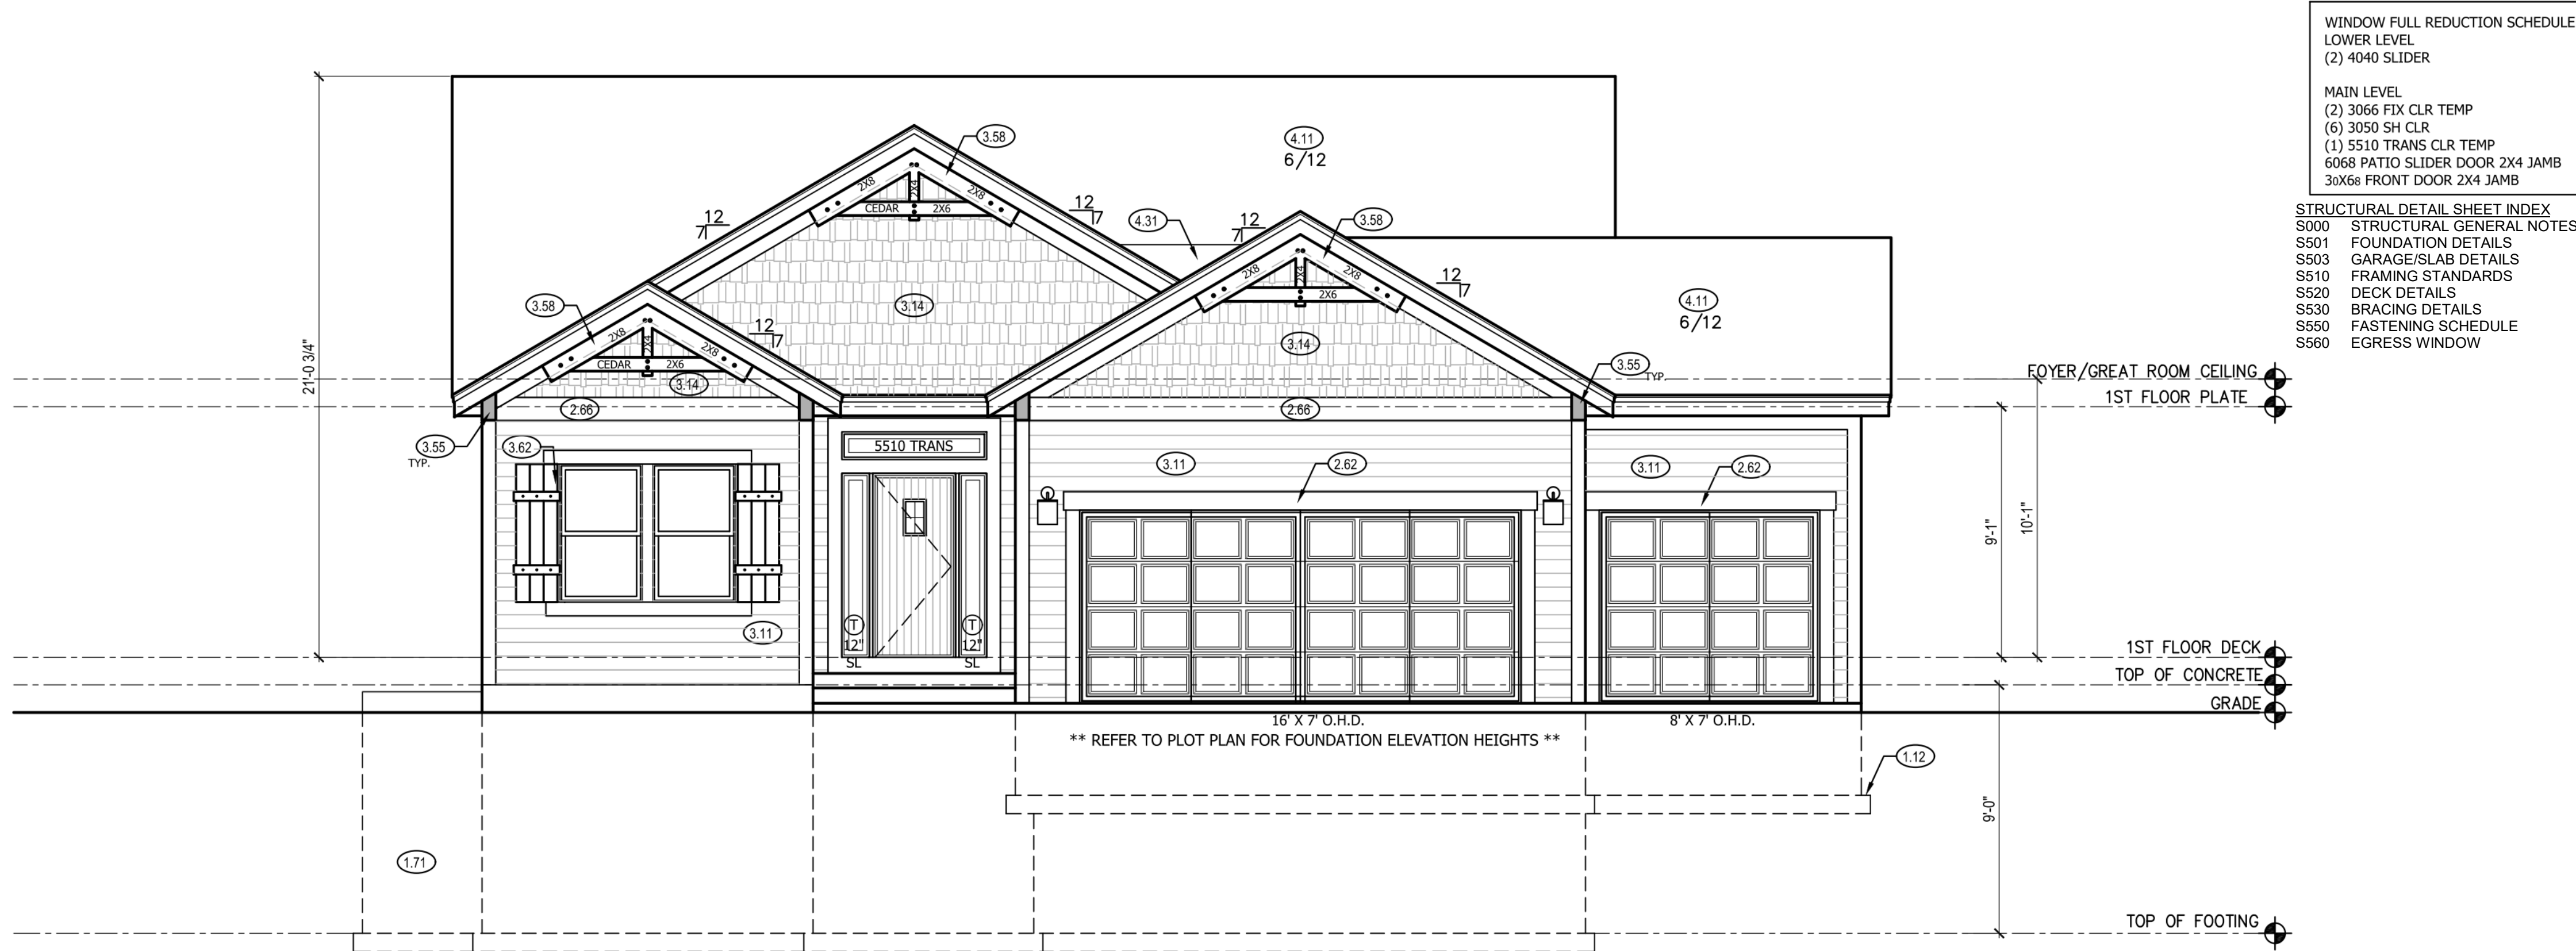 WINDOW FULL REDUCTION SCHEDULE
LOWER LEVEL
(2) 4040 SLIDER
MAIN LEVEL
(2) 3066 FIX CLR TEMP
(6) 3050 SH CLR
(1) 5510 TRANS CLR TEMP
6068 PATIO SLIDER DOOR 2X4 JAMB
30X68 FRONT DOOR 2X4 JAMB
STRUCTURAL DETAIL SHEET INDEX
S000 STRUCTURAL GENERAL NOTES
S501 FOUNDATION DETAILS
S503 GARAGE/SLAB DETAILS
S510 FRAMING STANDARDS
S520 DECK DETAILS
S530 BRACING DETAILS
S550 FASTENING SCHEDULE
S560 EGRESS WINDOW
3.58
4.11
6/12
2X8
2X4
2X8
CEDAR
2X6
12
7
12
7
4.31
12
7
3.58
2X8
2X4
2X8
2X6
12
7
4.11
6/12
3.14
3.58
2X8
2X4
2X8
CEDAR
2X6
3.14
12
7
3.14
21'-0 3/4"
3.55
TYP.
FOYER/GREAT ROOM CEILING
1ST FLOOR PLATE
2.66
2.66
3.55
TYP.
3.62
5510 TRANS
3.11
2.62
3.11
2.62
9'-1"
10'-1"
3.11
T
12"
SL
T
12"
SL
1ST FLOOR DECK
TOP OF CONCRETE
GRADE
16' X 7' O.H.D.
8' X 7' O.H.D.
** REFER TO PLOT PLAN FOR FOUNDATION ELEVATION HEIGHTS **
1.12
9'-0"
1.71
TOP OF FOOTING